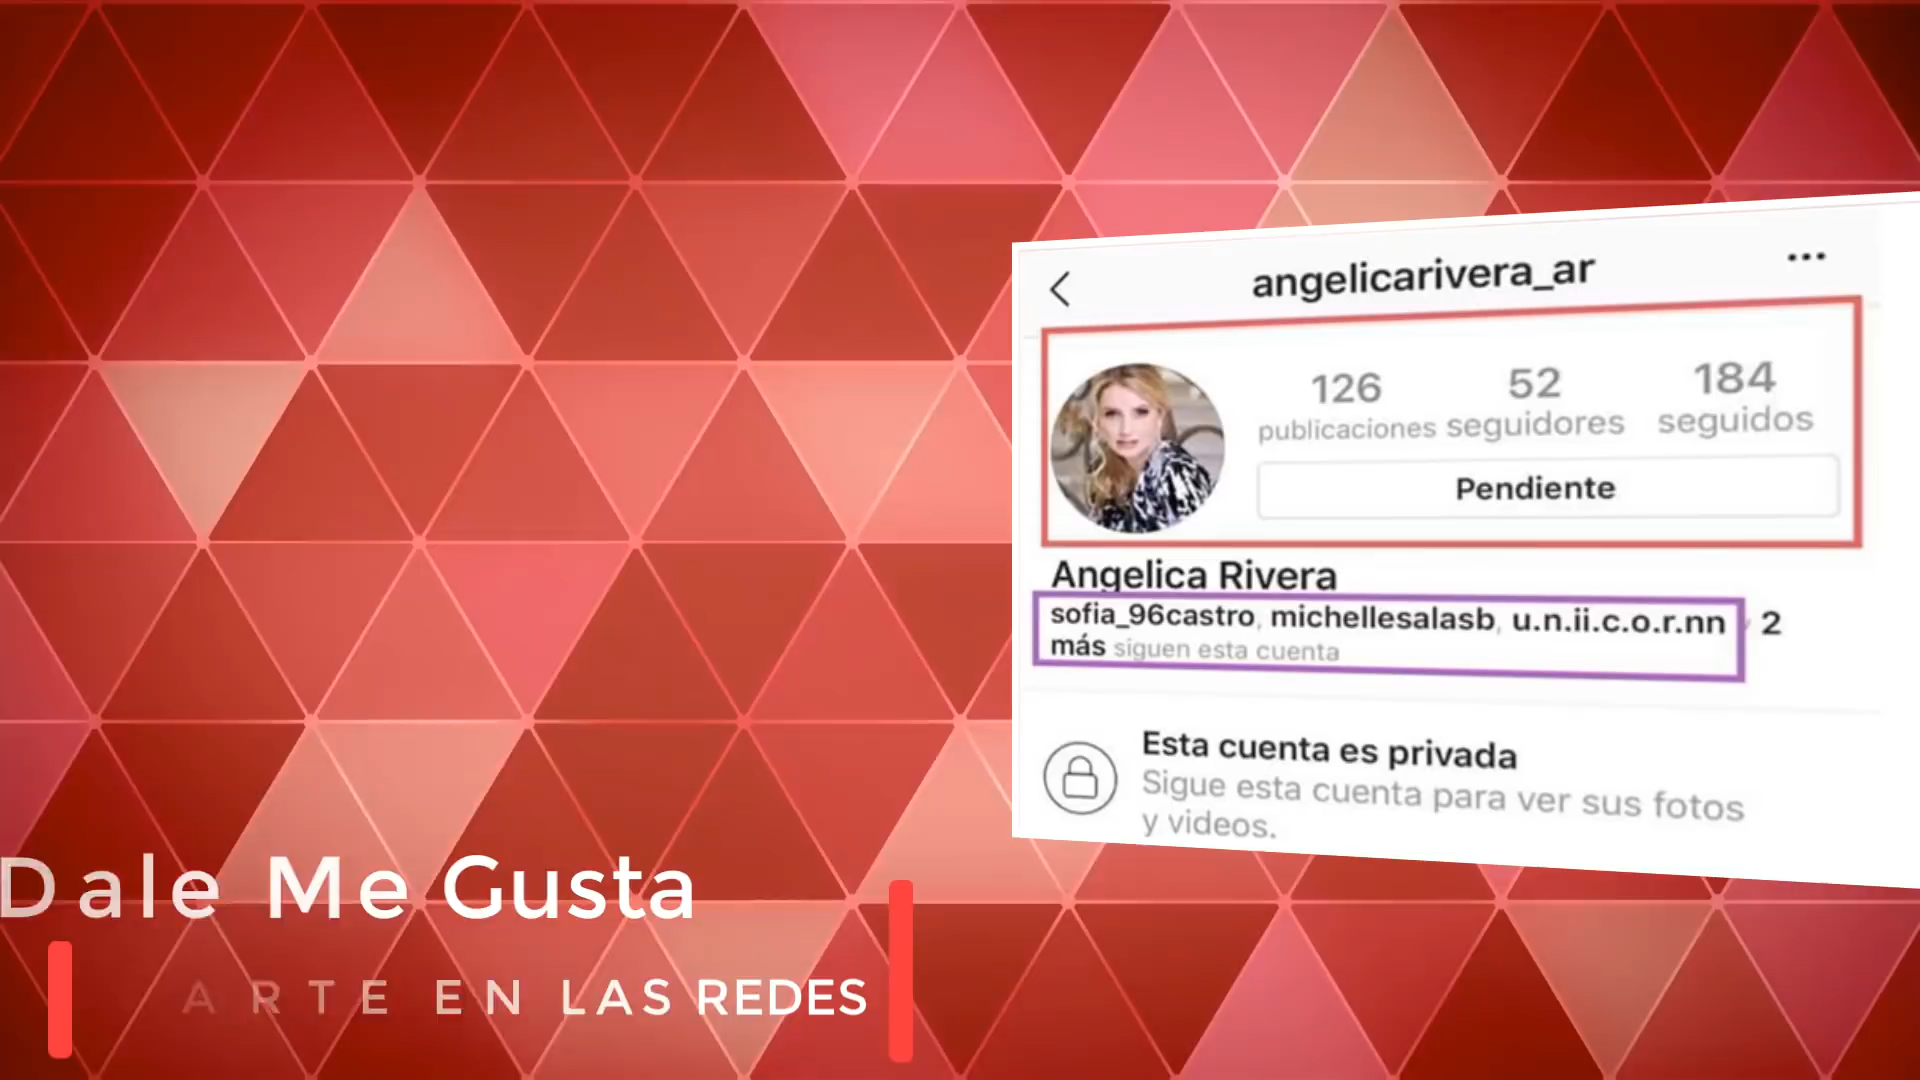 angelicarivera_ar
126 52 184
publicaciones seguidores seguidos
Pendiente
Angelica Rivera
sofia_96castro, michellesalasb, u.n.ii.c.o.r.nn y 2
más siguen esta cuenta
Esta cuenta es privada
Sigue esta cuenta para ver sus fotos
y videos.
Dale Me Gusta
ARTE EN LAS REDES